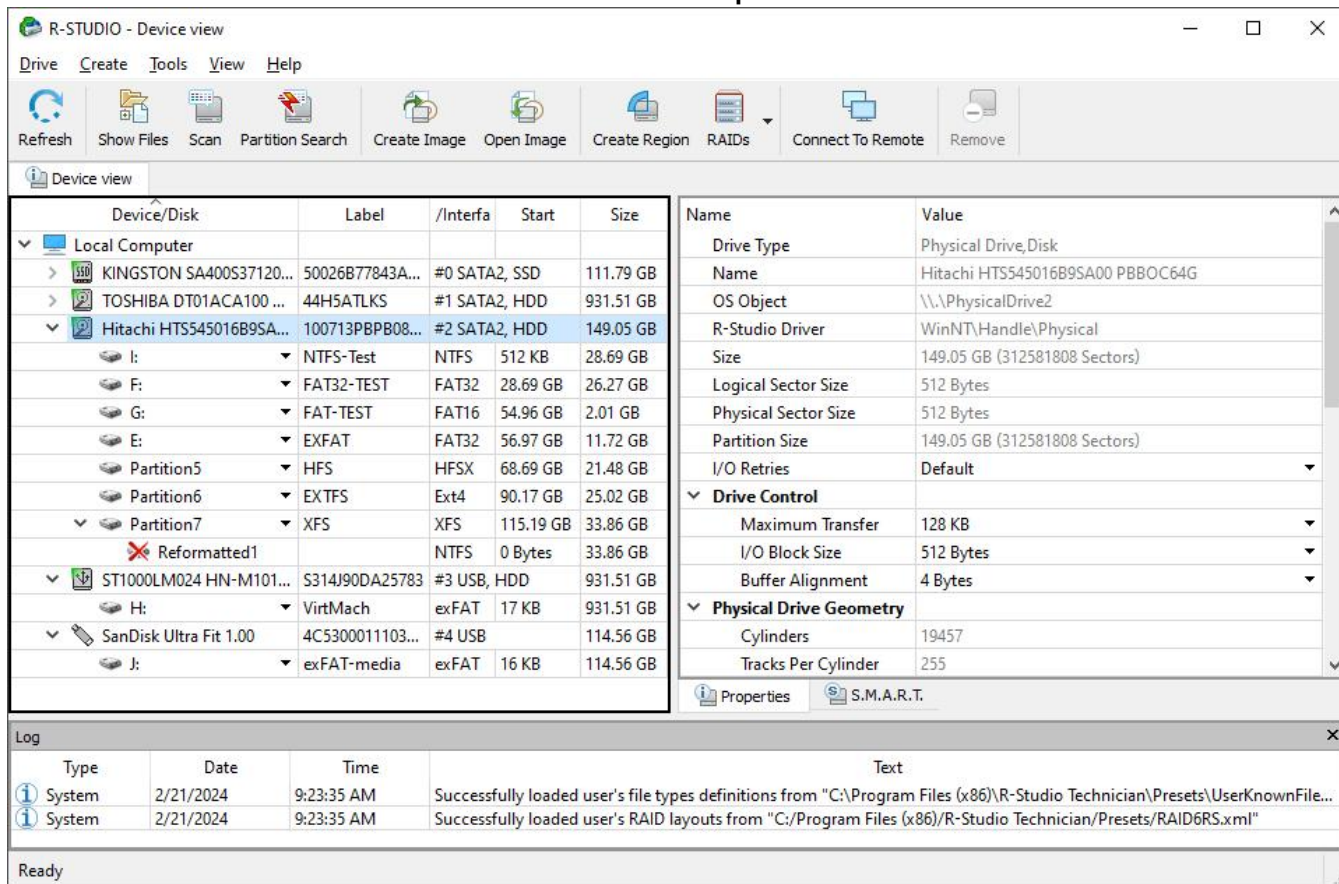 R-STUDIO - Device view
Drive Create Tools View Help
Refresh Show Files Scan Partition Search Create Image Open Image Create Region RAIDs Connect To Remote Remove
Device view
Device/Disk Label /Interfa Start Size
Local Computer
KINGSTON SA400S37120... 50026B77843A... #0 SATA2, SSD 111.79 GB
TOSHIBA DT01ACA100 ... 44H5ATLKS #1 SATA2, HDD 931.51 GB
Hitachi HTS545016B9SA... 100713PBPB08... #2 SATA2, HDD 149.05 GB
I: NTFS-Test NTFS 512 KB 28.69 GB
F: FAT32-TEST FAT32 28.69 GB 26.27 GB
G: FAT-TEST FAT16 54.96 GB 2.01 GB
E: EXFAT FAT32 56.97 GB 11.72 GB
Partition5 HFS HFSX 68.69 GB 21.48 GB
Partition6 EXTFS Ext4 90.17 GB 25.02 GB
Partition7 XFS XFS 115.19 GB 33.86 GB
Reformatted1 NTFS 0 Bytes 33.86 GB
ST1000LM024 HN-M101... S314J90DA25783 #3 USB, HDD 931.51 GB
H: VirtMach exFAT 17 KB 931.51 GB
SanDisk Ultra Fit 1.00 4C5300011103... #4 USB 114.56 GB
J: exFAT-media exFAT 16 KB 114.56 GB
Name Value
Drive Type Physical Drive,Disk
Name Hitachi HTS545016B9SA00 PBBOC64G
OS Object \\.\PhysicalDrive2
R-Studio Driver WinNT\Handle\Physical
Size 149.05 GB (312581808 Sectors)
Logical Sector Size 512 Bytes
Physical Sector Size 512 Bytes
Partition Size 149.05 GB (312581808 Sectors)
I/O Retries Default
Drive Control
Maximum Transfer 128 KB
I/O Block Size 512 Bytes
Buffer Alignment 4 Bytes
Physical Drive Geometry
Cylinders 19457
Tracks Per Cylinder 255
Properties S.M.A.R.T.
Log
Type Date Time Text
System 2/21/2024 9:23:35 AM Successfully loaded user's file types definitions from "C:\Program Files (x86)\R-Studio Technician\Presets\UserKnownFile...
System 2/21/2024 9:23:35 AM Successfully loaded user's RAID layouts from "C:/Program Files (x86)/R-Studio Technician/Presets/RAID6RS.xml"
Ready